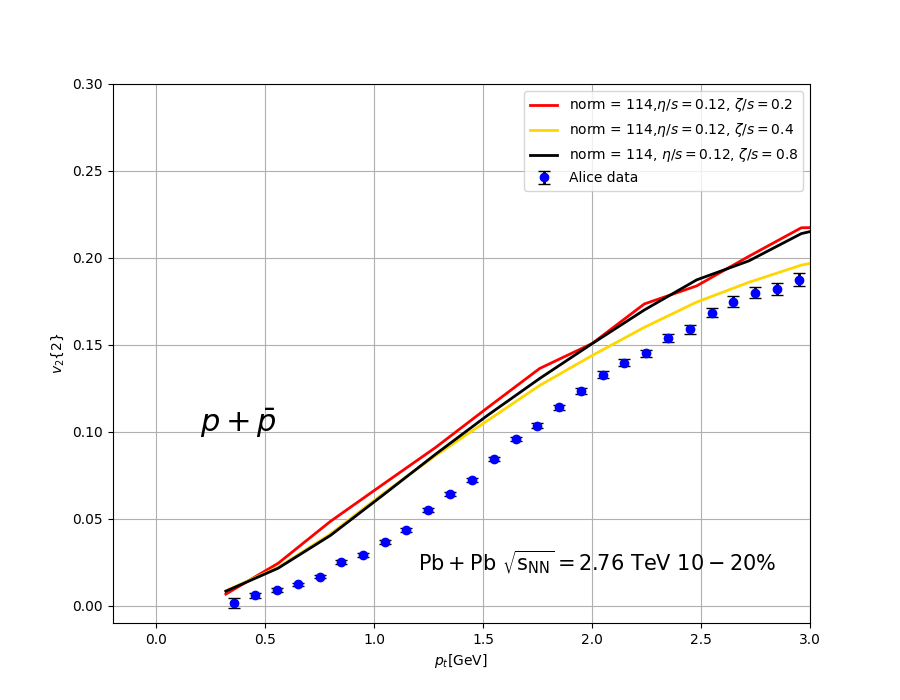 0.30
0.25
0.20
0.15
0.10
0.05
0.00
v₂{2}
norm = 114,η/s = 0.12, ζ/s = 0.2
norm = 114,η/s = 0.12, ζ/s = 0.4
norm = 114, η/s = 0.12, ζ/s = 0.8
Alice data
p + p̄
Pb + Pb √s_NN = 2.76 TeV 10 − 20%
0.0 0.5 1.0 1.5 2.0 2.5 3.0
p_t[GeV]